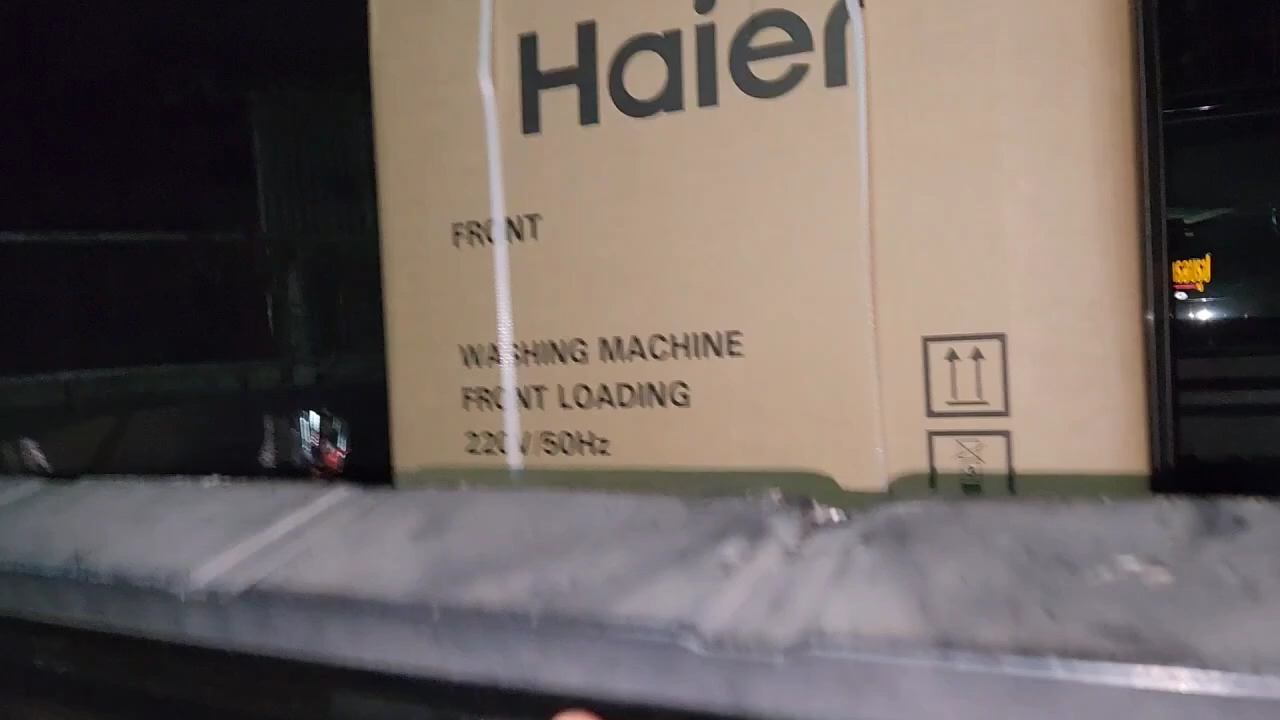 Haier
FRONT
WASHING MACHINE
FRONT LOADING
220V/50Hz